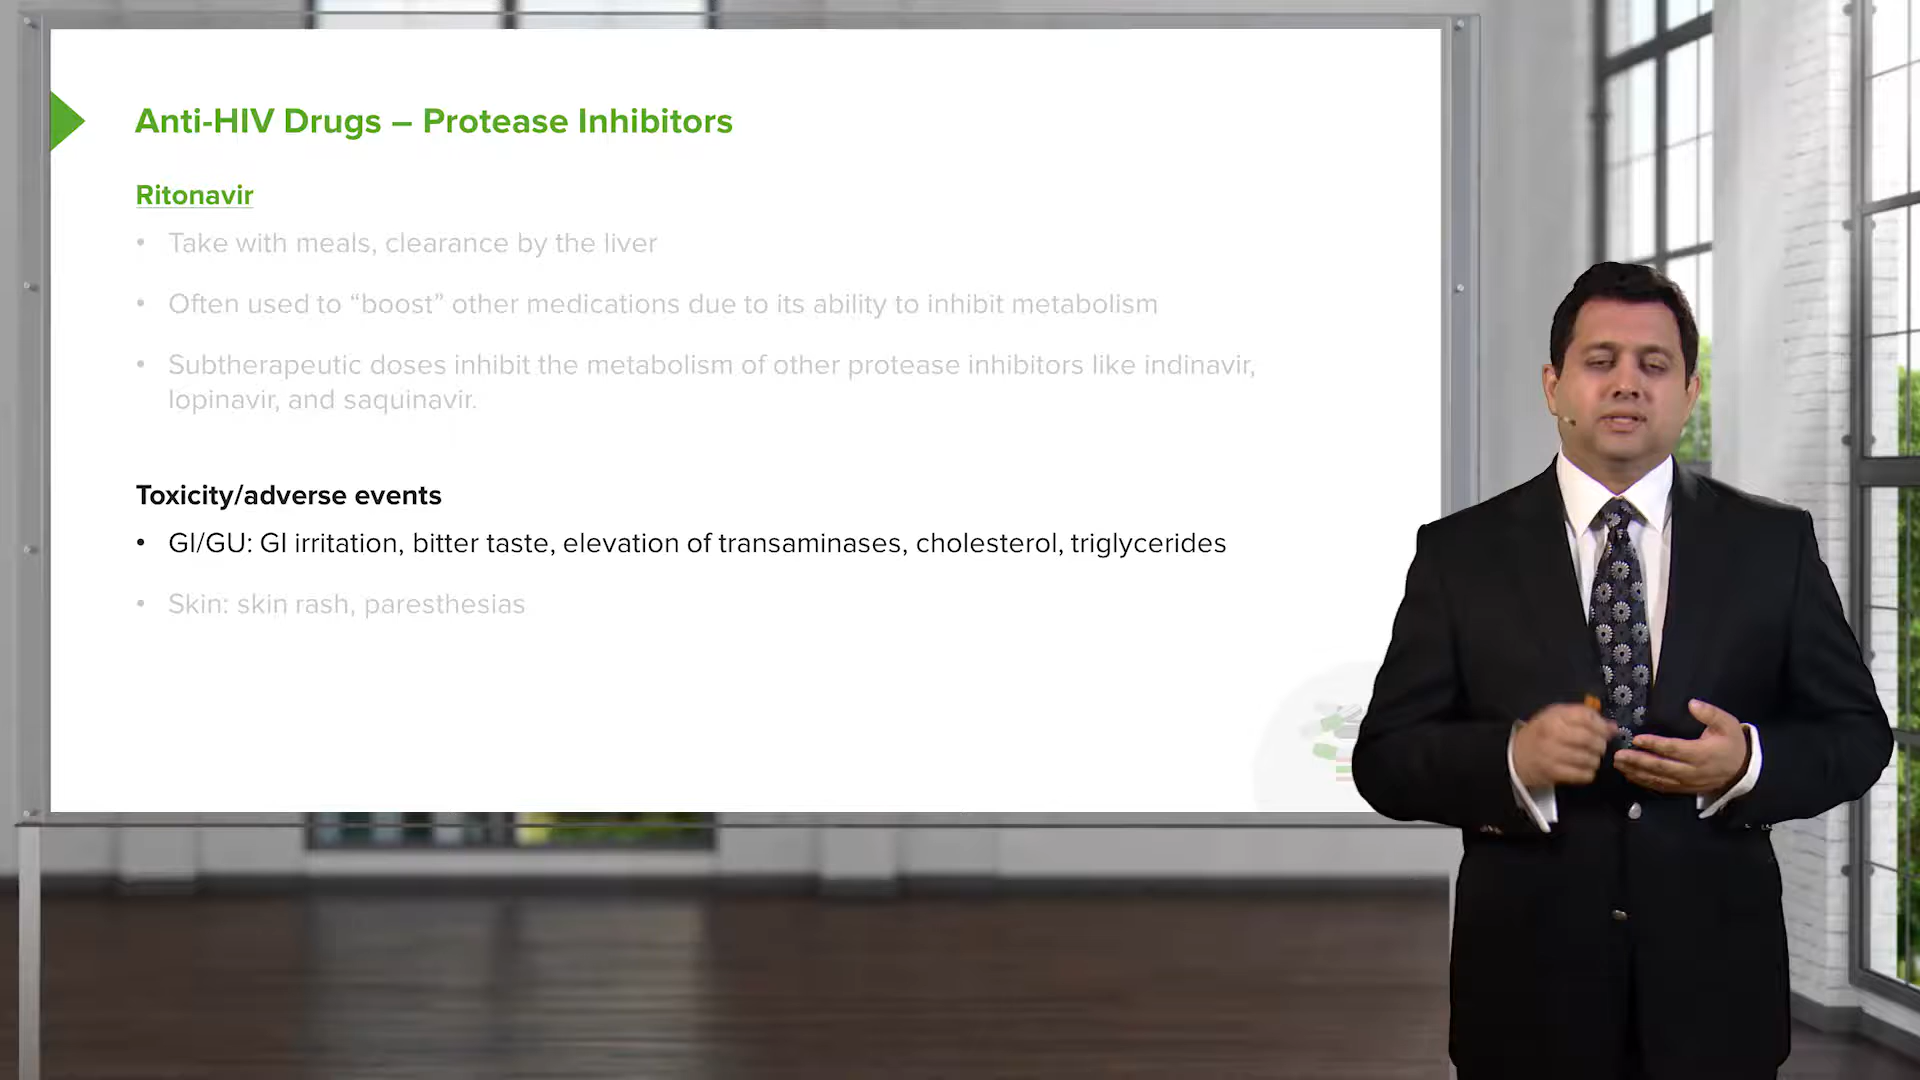 Anti-HIV Drugs – Protease Inhibitors
Ritonavir
• Take with meals, clearance by the liver
• Often used to “boost” other medications due to its ability to inhibit metabolism
• Subtherapeutic doses inhibit the metabolism of other protease inhibitors like indinavir,
lopinavir, and saquinavir.
Toxicity/adverse events
• GI/GU: GI irritation, bitter taste, elevation of transaminases, cholesterol, triglycerides
• Skin: skin rash, paresthesias